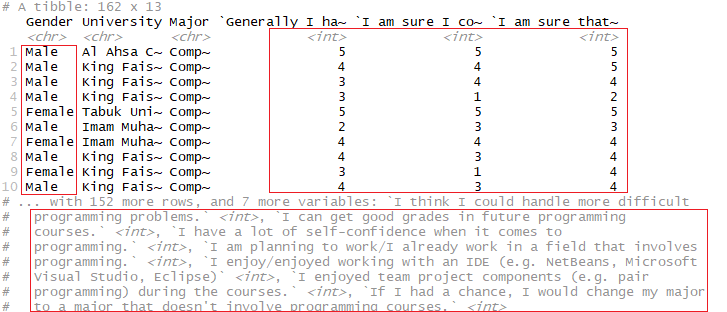 # A tibble: 162 x 13
Gender University Major `Generally I ha~ `I am sure I co~ `I am sure that~
<chr> <chr> <chr> <int> <int> <int>
1 Male Al Ahsa C~ Comp~ 5 5 5
2 Male King Fais~ Comp~ 4 4 5
3 Male King Fais~ Comp~ 3 4 4
4 Male King Fais~ Comp~ 3 1 2
5 Female Tabuk Uni~ Comp~ 5 5 5
6 Male Imam Muha~ Comp~ 2 3 3
7 Female Imam Muha~ Comp~ 4 4 4
8 Male King Fais~ Comp~ 4 3 4
9 Female King Fais~ Comp~ 3 1 4
10 Male King Fais~ Comp~ 4 3 4
# ... with 152 more rows, and 7 more variables: `I think I could handle more difficult
# programming problems.` <int>, `I can get good grades in future programming
# courses.` <int>, `I have a lot of self-confidence when it comes to
# programming.` <int>, `I am planning to work/I already work in a field that involves
# programming.` <int>, `I enjoy/enjoyed working with an IDE (e.g. NetBeans, Microsoft
# Visual Studio, Eclipse)` <int>, `I enjoyed team project components (e.g. pair
# programming) during the courses.` <int>, `If I had a chance, I would change my major
# to a major that doesn't involve programming courses.` <int>